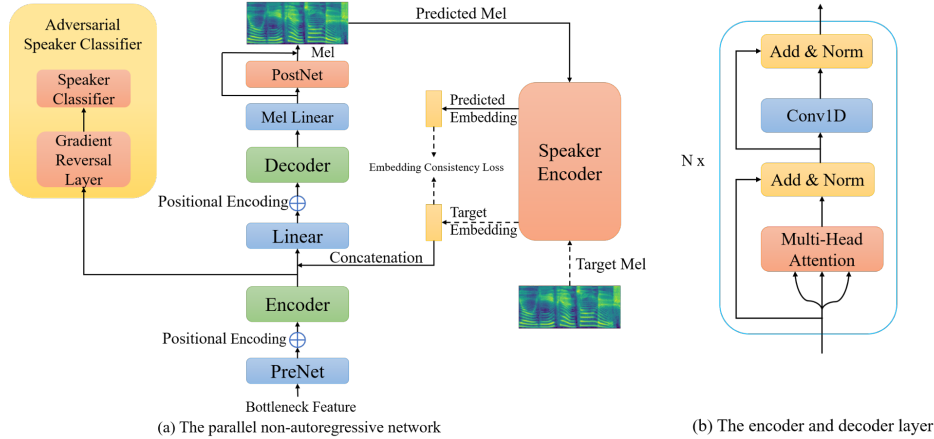 Adversarial
Speaker Classifier
Speaker
Classifier
Gradient
Reversal
Layer
Predicted Mel
Mel
PostNet
Mel Linear
Decoder
Positional Encoding
Linear
Concatenation
Encoder
Positional Encoding
PreNet
Bottleneck Feature
Predicted
Embedding
Embedding Consistency Loss
Target
Embedding
Speaker
Encoder
Target Mel
(a) The parallel non-autoregressive network
N x
Add & Norm
Conv1D
Add & Norm
Multi-Head
Attention
(b) The encoder and decoder layer